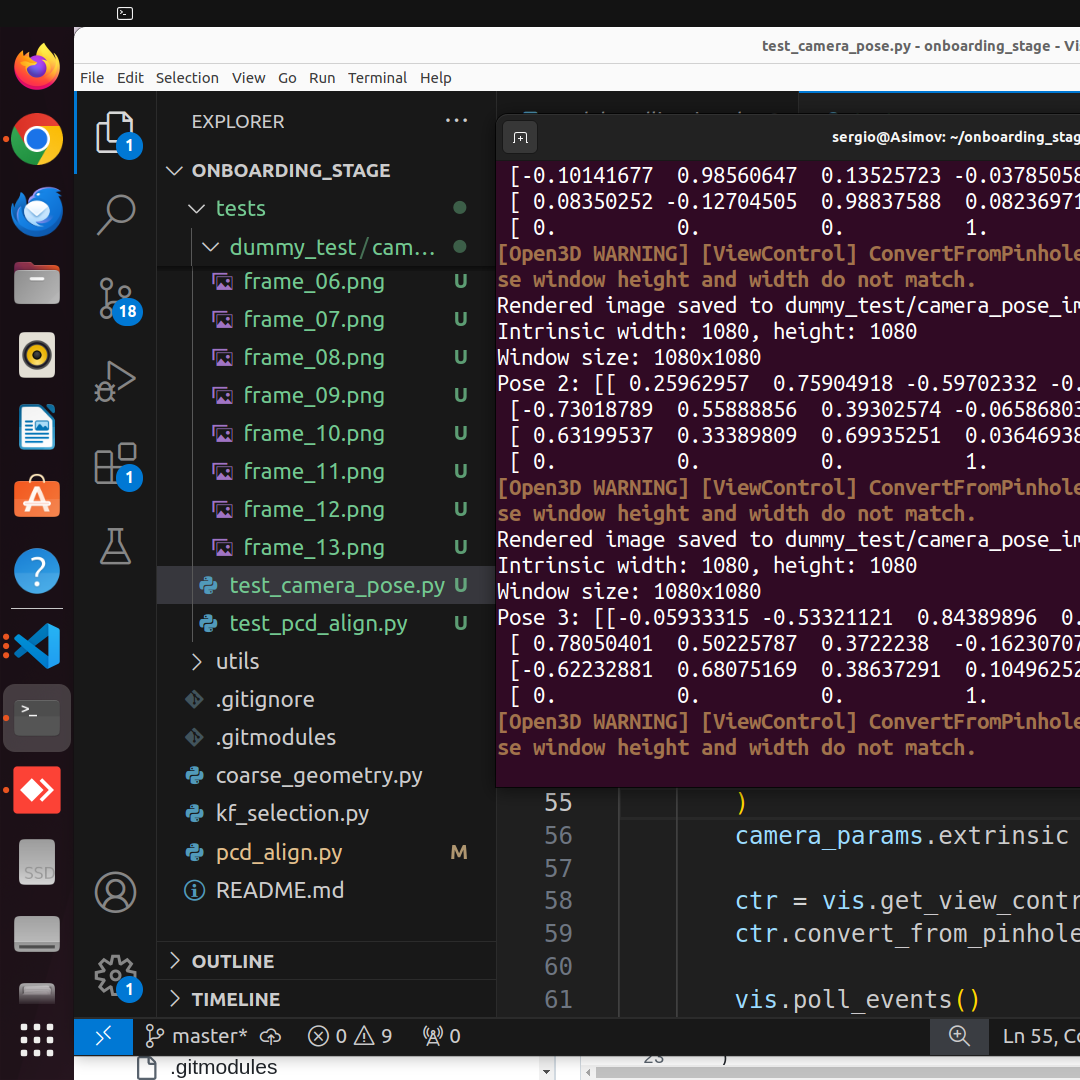 test_camera_pose.py - onboarding_stage - Vi
File Edit Selection View Go Run Terminal Help
1
18
1
1
EXPLORER
ONBOARDING_STAGE
tests
dummy_test/cam...
frame_06.png U
frame_07.png U
frame_08.png U
frame_09.png U
frame_10.png U
frame_11.png U
frame_12.png U
frame_13.png U
test_camera_pose.py U
test_pcd_align.py U
utils
.gitignore
.gitmodules
coarse_geometry.py
kf_selection.py
pcd_align.py M
README.md
OUTLINE
TIMELINE
SSD
sergio@Asimov: ~/onboarding_stag
[-0.10141677 0.98560647 0.13525723 -0.03785058
[ 0.08350252 -0.12704505 0.98837588 0.08236971
[ 0. 0. 0. 1.
[Open3D WARNING] [ViewControl] ConvertFromPinhole
se window height and width do not match.
Rendered image saved to dummy_test/camera_pose_im
Intrinsic width: 1080, height: 1080
Window size: 1080x1080
Pose 2: [[ 0.25962957 0.75904918 -0.59702332 -0.
[-0.73018789 0.55888856 0.39302574 -0.06586803
[ 0.63199537 0.33389809 0.69935251 0.03646938
[ 0. 0. 0. 1.
[Open3D WARNING] [ViewControl] ConvertFromPinhole
se window height and width do not match.
Rendered image saved to dummy_test/camera_pose_im
Intrinsic width: 1080, height: 1080
Window size: 1080x1080
Pose 3: [[-0.05933315 -0.53321121 0.84389896 0.
[ 0.78050401 0.50225787 0.3722238 -0.16230707
[-0.62232881 0.68075169 0.38637291 0.10496252
[ 0. 0. 0. 1.
[Open3D WARNING] [ViewControl] ConvertFromPinhole
se window height and width do not match.
55 )
56 camera_params.extrinsic
57
58 ctr = vis.get_view_contr
59 ctr.convert_from_pinhole
60
61 vis.poll_events()
master* 0 9 0
Ln 55, Co
.gitmodules
23 )